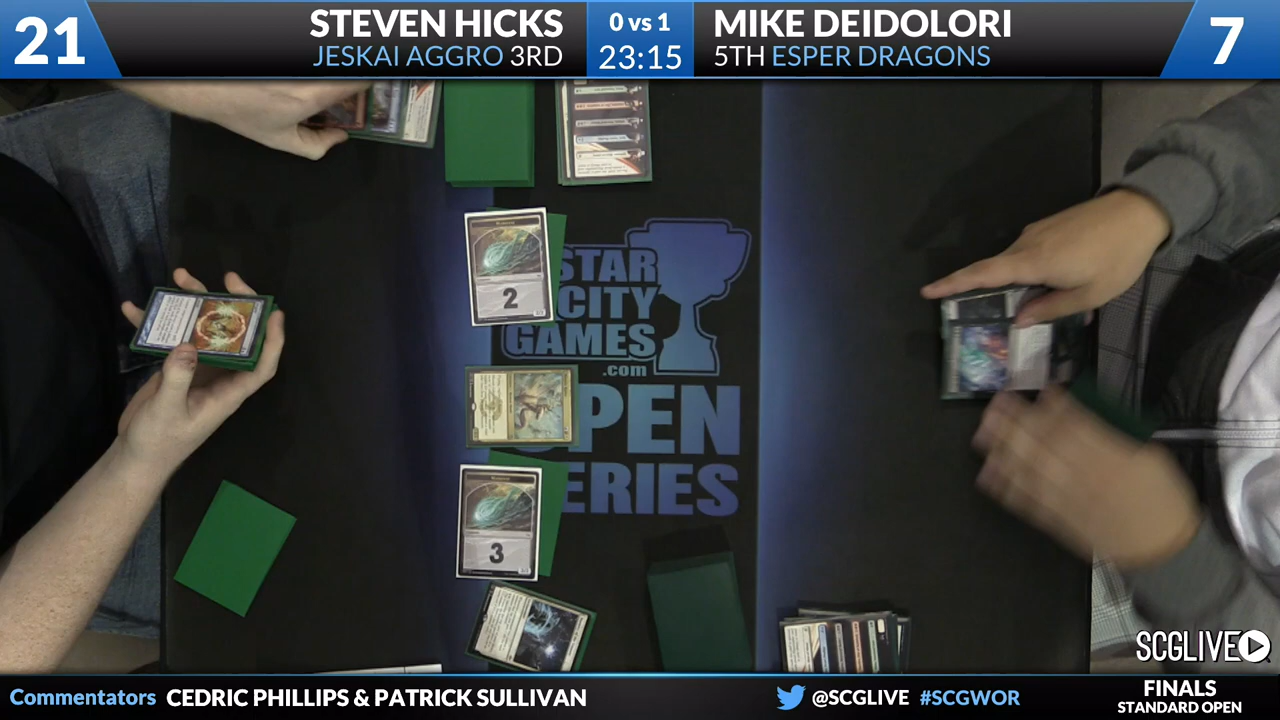 21
STEVEN HICKS
JESKAI AGGRO 3RD
0 vs 1
23:15
MIKE DEIDOLORI
5TH ESPER DRAGONS
7
2
3
STAR
CITY
GAMES
.com
OPEN
SERIES
SCGLIVE
Commentators CEDRIC PHILLIPS & PATRICK SULLIVAN
@SCGLIVE #SCGWOR
FINALS
STANDARD OPEN